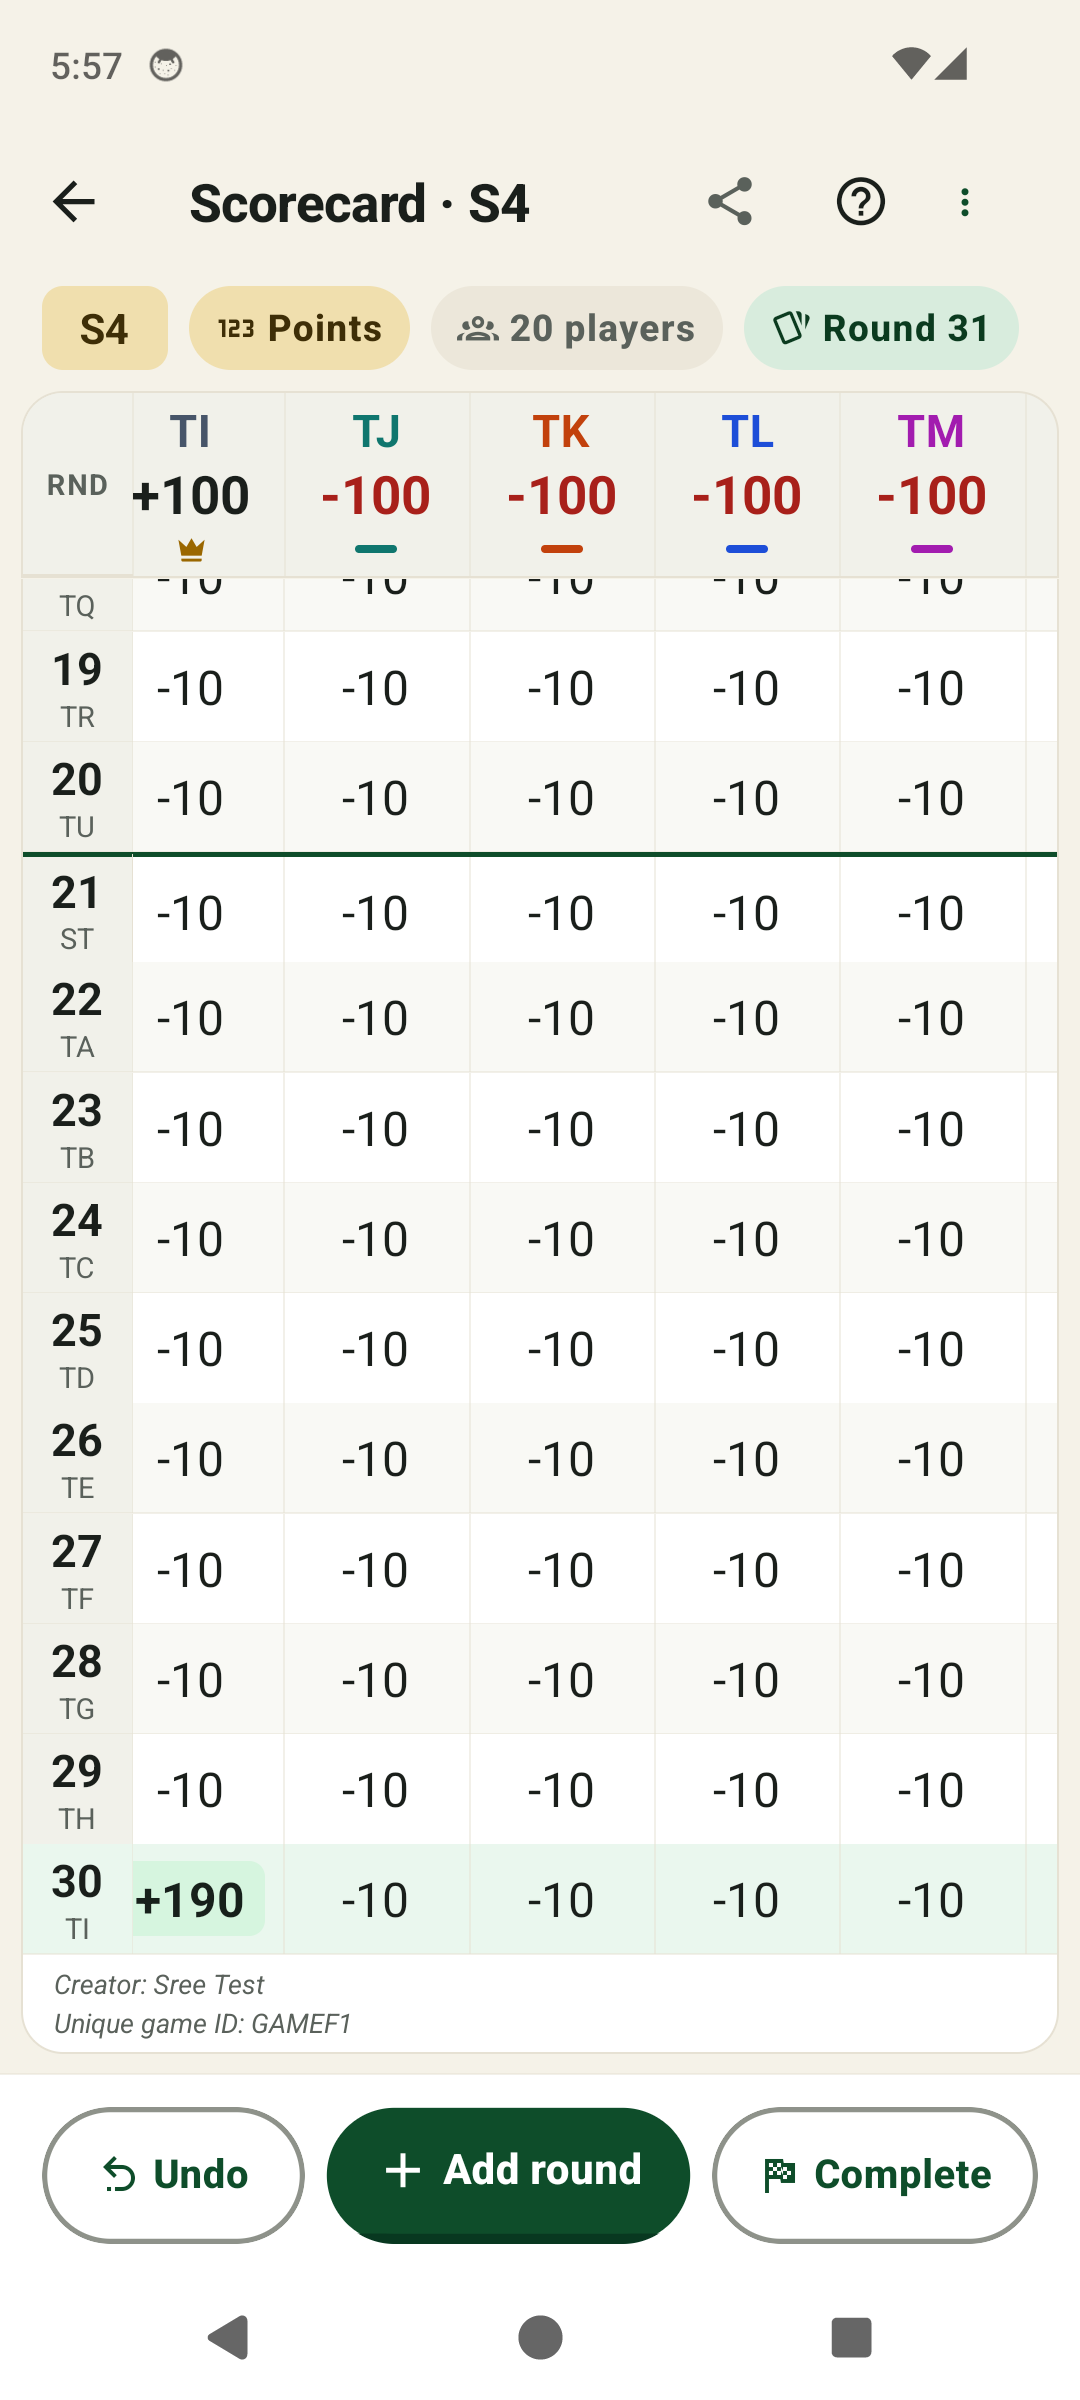 5:57
Scorecard · S4
S4 123 Points 20 players Round 31
RND TI TJ TK TL TM
+100 -100 -100 -100 -100
-10 -10 -10 -10 -10
TQ
19 -10 -10 -10 -10 -10
TR
20 -10 -10 -10 -10 -10
TU
21 -10 -10 -10 -10 -10
ST
22 -10 -10 -10 -10 -10
TA
23 -10 -10 -10 -10 -10
TB
24 -10 -10 -10 -10 -10
TC
25 -10 -10 -10 -10 -10
TD
26 -10 -10 -10 -10 -10
TE
27 -10 -10 -10 -10 -10
TF
28 -10 -10 -10 -10 -10
TG
29 -10 -10 -10 -10 -10
TH
30 +190 -10 -10 -10 -10
TI
Creator: Sree Test
Unique game ID: GAMEF1
Undo + Add round Complete